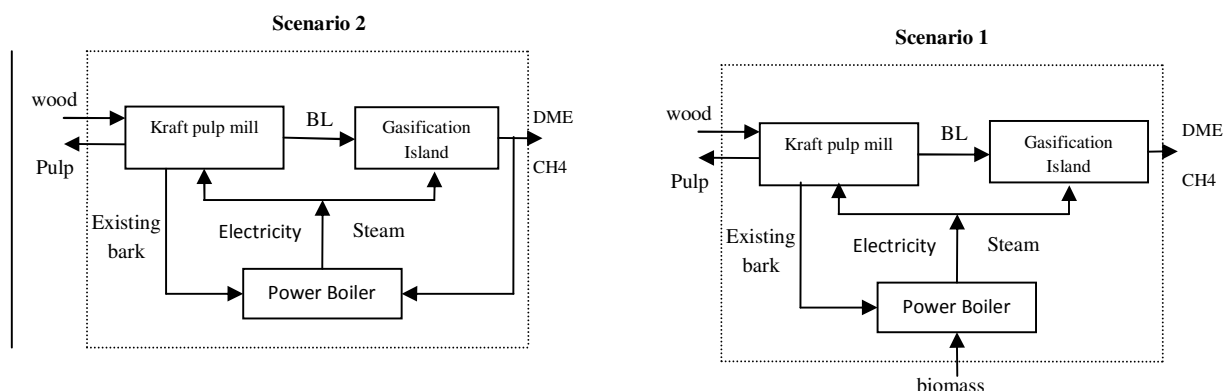 Scenario 2
wood
Pulp
Kraft pulp mill
BL
Gasification
Island
DME
CH4
Existing
bark
Electricity
Steam
Power Boiler
Scenario 1
wood
Pulp
Kraft pulp mill
BL
Gasification
Island
DME
CH4
Existing
bark
Electricity
Steam
Power Boiler
biomass